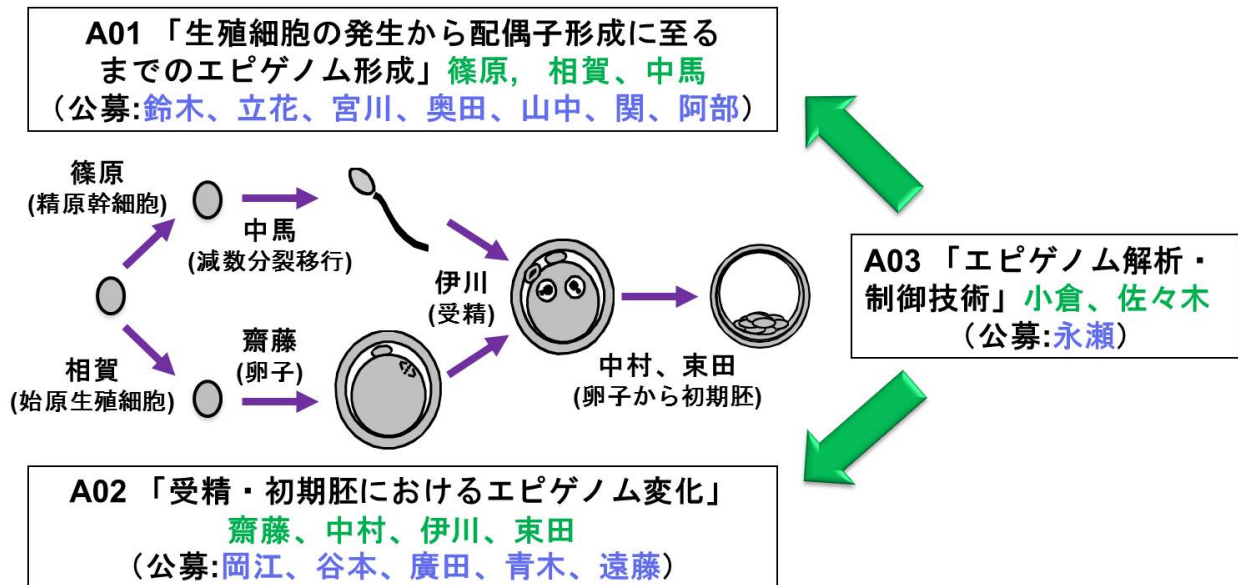 A01 「生殖細胞の発生から配偶子形成に至る
までのエピゲノム形成」篠原, 相賀、中馬
（公募:鈴木、立花、宮川、奥田、山中、関、阿部）
篠原
(精原幹細胞)
中馬
(減数分裂移行)
伊川
(受精)
相賀
(始原生殖細胞)
齋藤
(卵子)
中村、束田
(卵子から初期胚)
A03 「エピゲノム解析・
制御技術」小倉、佐々木
（公募:永瀬）
A02 「受精・初期胚におけるエピゲノム変化」
齋藤、中村、伊川、束田
（公募:岡江、谷本、廣田、青木、遠藤）